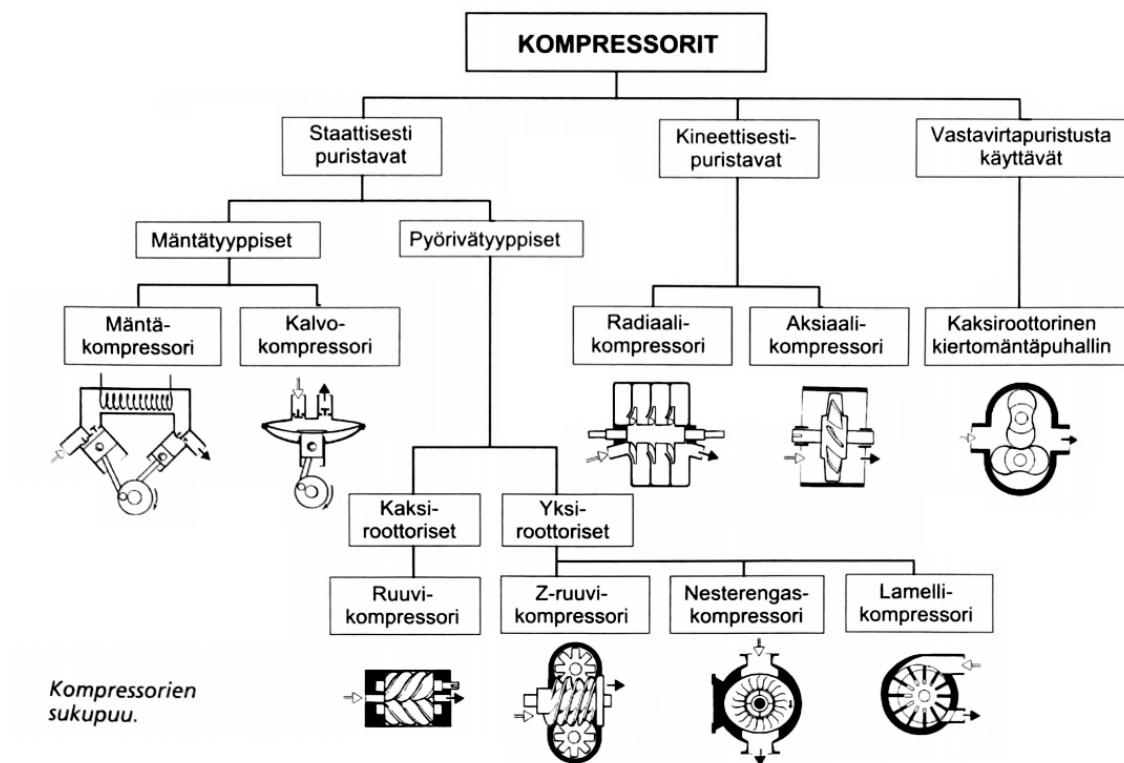 KOMPRESSORIT
Staattisesti
puristavat
Kineettisesti-
puristavat
Vastavirtapuristusta
käyttävät
Mäntätyyppiset
Pyörivätyyppiset
Mäntä-
kompressori
Kalvo-
kompressori
Radiaali-
kompressori
Aksiaali-
kompressori
Kaksiroottorinen
kiertomäntäpuhallin
Kaksi-
roottoriset
Yksi-
roottoriset
Ruuvi-
kompressori
Z-ruuvi-
kompressori
Nesterengas-
kompressori
Lamelli-
kompressori
Kompressorien
sukupuu.